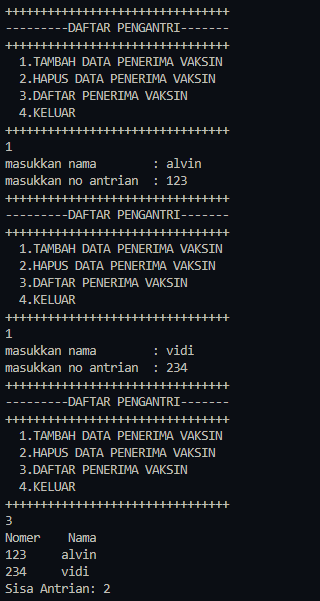 ++++++++++++++++++++++++++++++++
---------DAFTAR PENGANTRI-------
++++++++++++++++++++++++++++++++
  1.TAMBAH DATA PENERIMA VAKSIN
  2.HAPUS DATA PENERIMA VAKSIN
  3.DAFTAR PENERIMA VAKSIN
  4.KELUAR
++++++++++++++++++++++++++++++++
1
masukkan nama        : alvin
masukkan no antrian  : 123
++++++++++++++++++++++++++++++++
---------DAFTAR PENGANTRI-------
++++++++++++++++++++++++++++++++
  1.TAMBAH DATA PENERIMA VAKSIN
  2.HAPUS DATA PENERIMA VAKSIN
  3.DAFTAR PENERIMA VAKSIN
  4.KELUAR
++++++++++++++++++++++++++++++++
1
masukkan nama        : vidi
masukkan no antrian  : 234
++++++++++++++++++++++++++++++++
---------DAFTAR PENGANTRI-------
++++++++++++++++++++++++++++++++
  1.TAMBAH DATA PENERIMA VAKSIN
  2.HAPUS DATA PENERIMA VAKSIN
  3.DAFTAR PENERIMA VAKSIN
  4.KELUAR
++++++++++++++++++++++++++++++++
3
Nomer    Nama
123     alvin
234     vidi
Sisa Antrian: 2